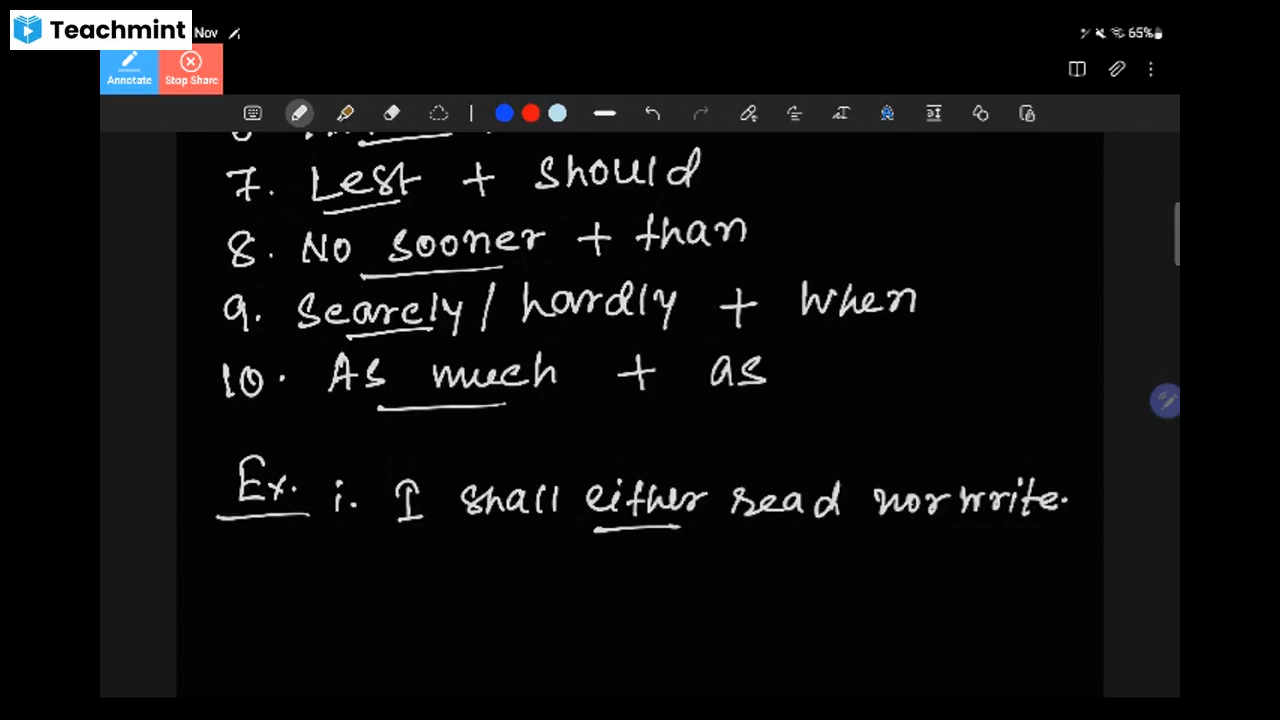 Teachmint
Nov
65%
Annotate Stop Share
7. Lest + should
8. No sooner + than
9. Scarely / hardly + when
10. As much + as
Ex. i. I shall either read nor write.